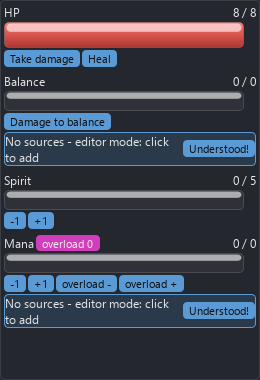 HP 8 / 8
Take damage Heal
Balance 0 / 0
Damage to balance
No sources - editor mode: click
to add
Understood!
Spirit 0 / 5
-1 +1
Mana overload 0 0 / 0
-1 +1 overload - overload +
No sources - editor mode: click
to add
Understood!